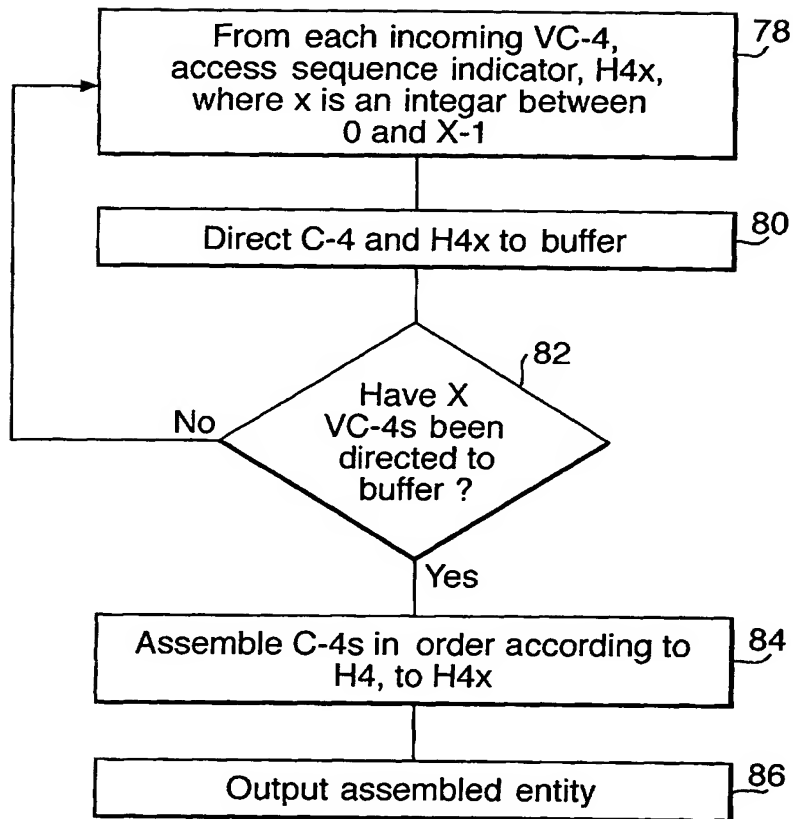 From each incoming VC-4,
access sequence indicator, H4x,
where x is an integar between
0 and X-1
78
Direct C-4 and H4x to buffer
80
82
Have X
VC-4s been
directed to
buffer ?
No
Yes
Assemble C-4s in order according to
H4, to H4x
84
Output assembled entity
86